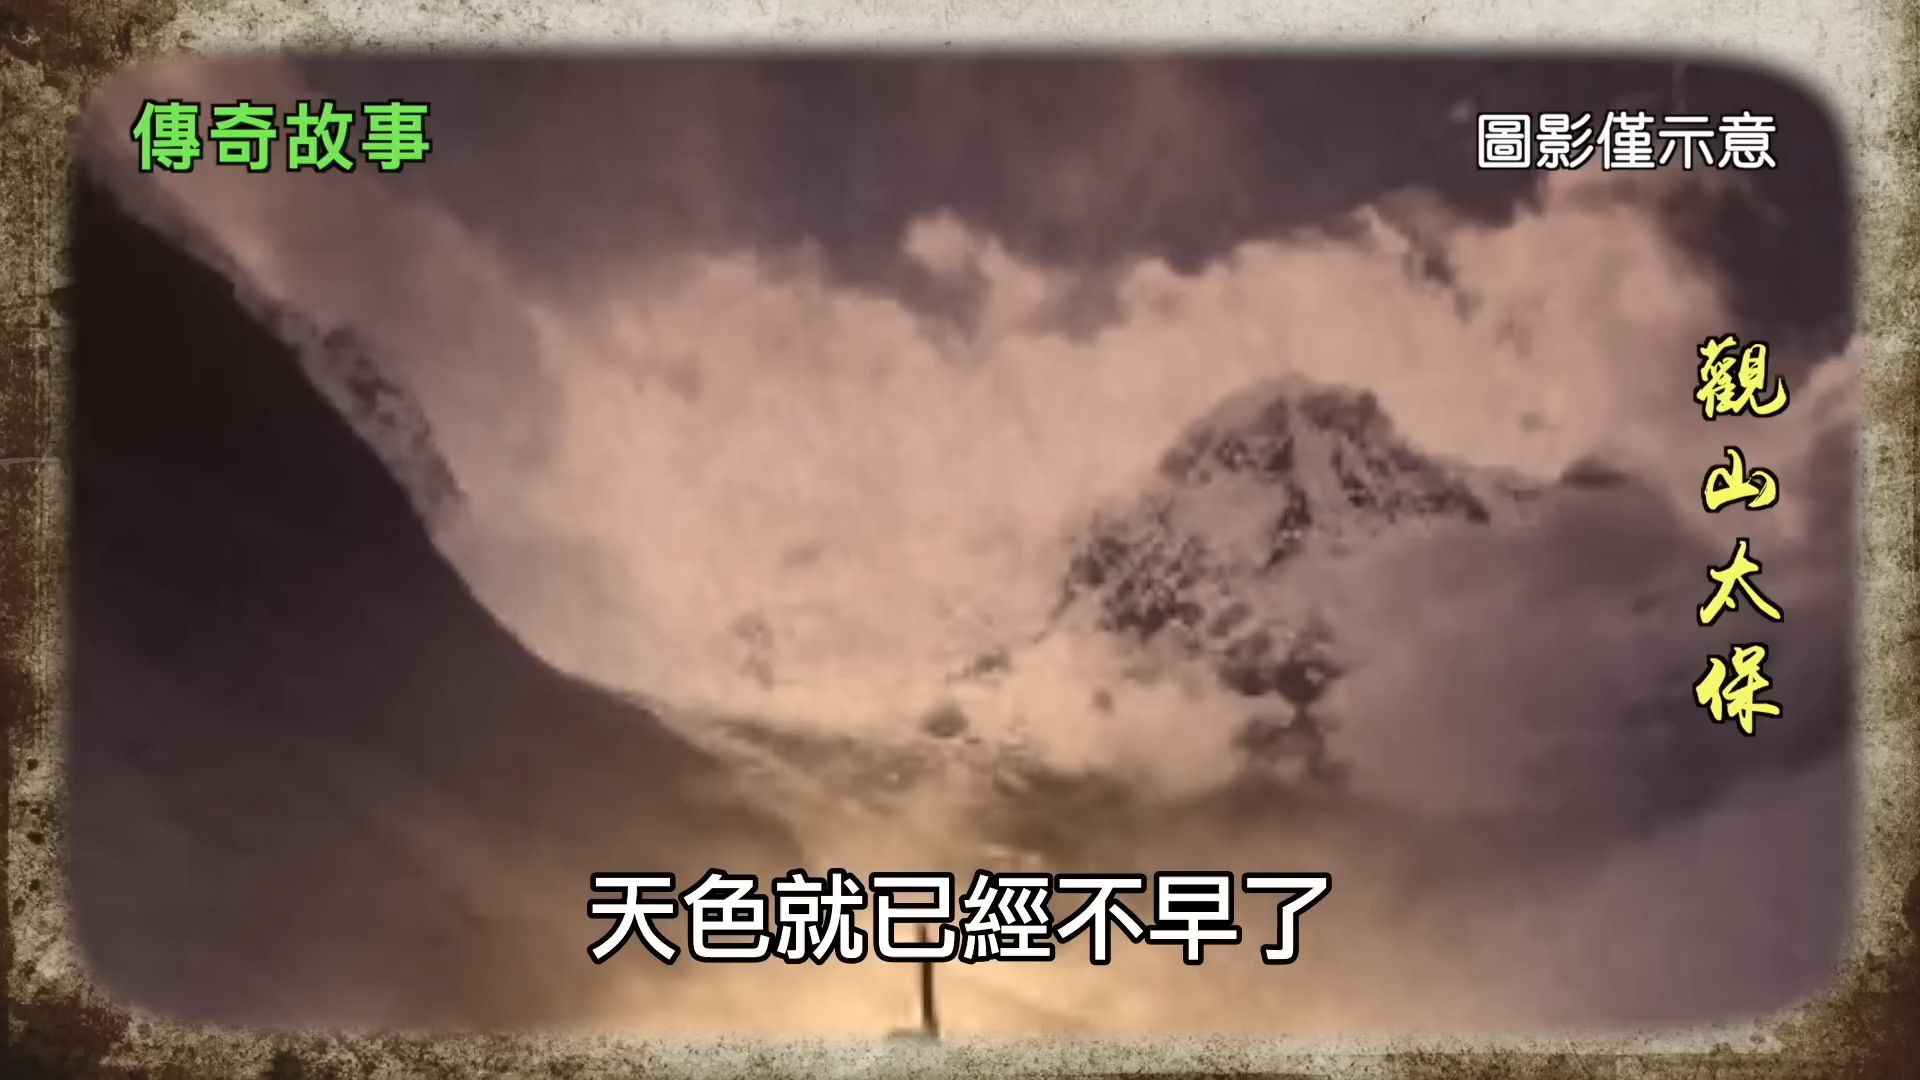 傳奇故事
圖影僅示意
觀山太保
天色就已經不早了